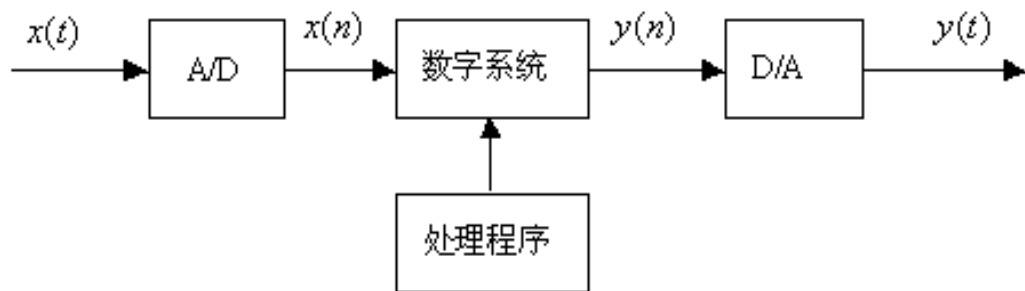 x(t)
A/D
x(n)
数字系统
y(n)
D/A
y(t)
处理程序